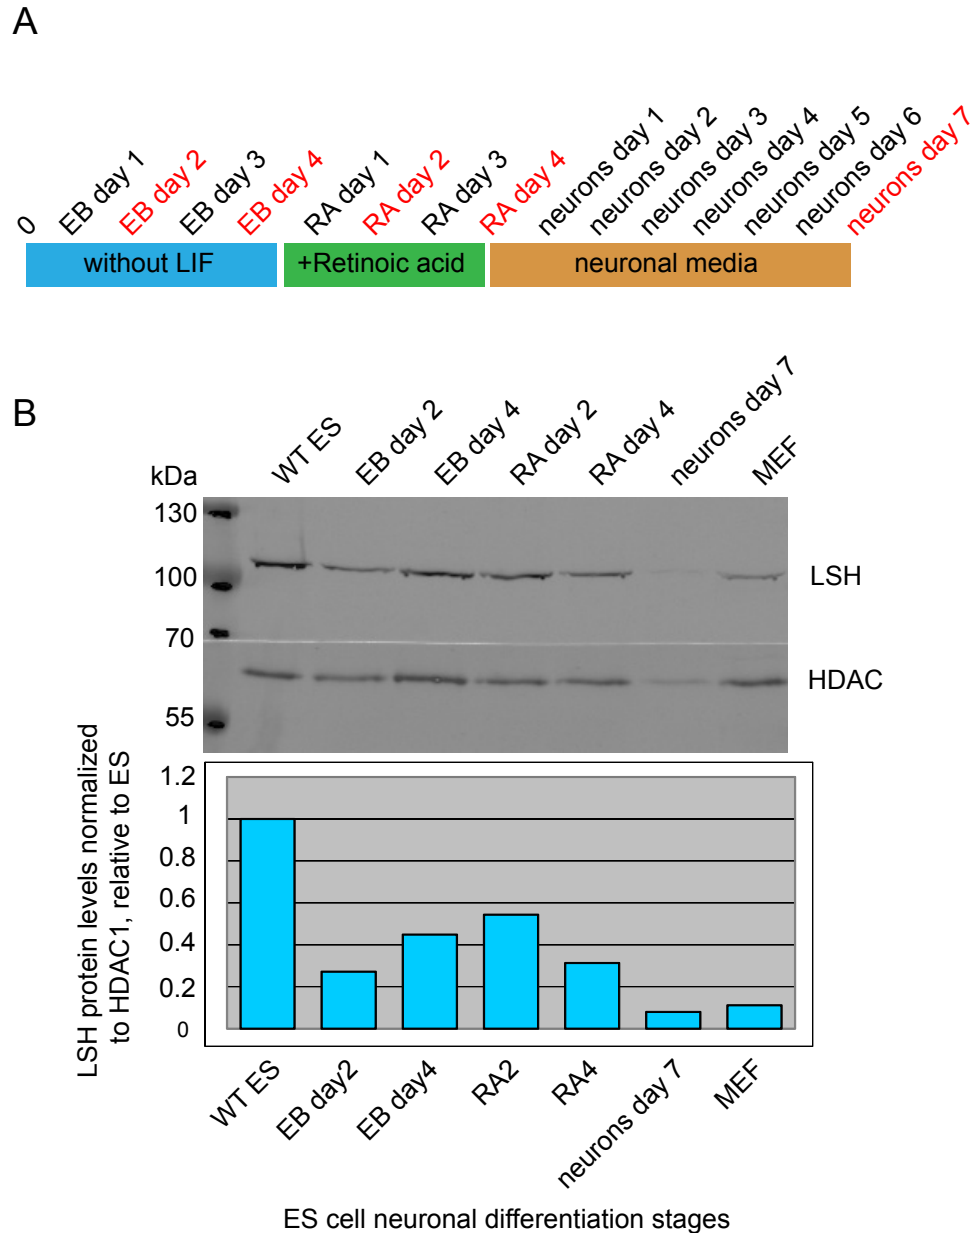 A
0
EB day 1
EB day 2
EB day 3
EB day 4
RA day 1
RA day 2
RA day 3
RA day 4
neurons day 1
neurons day 2
neurons day 3
neurons day 4
neurons day 5
neurons day 6
neurons day 7
without LIF
+Retinoic acid
neuronal media
B
kDa
WT ES
EB day 2
EB day 4
RA day 2
RA day 4
neurons day 7
MEF
130
100
70
55
LSH
HDAC
LSH protein levels normalized
to HDAC1, relative to ES
1.2
1
0.8
0.6
0.4
0.2
0
WT ES
EB day2
EB day4
RA2
RA4
neurons day 7
MEF
ES cell neuronal differentiation stages